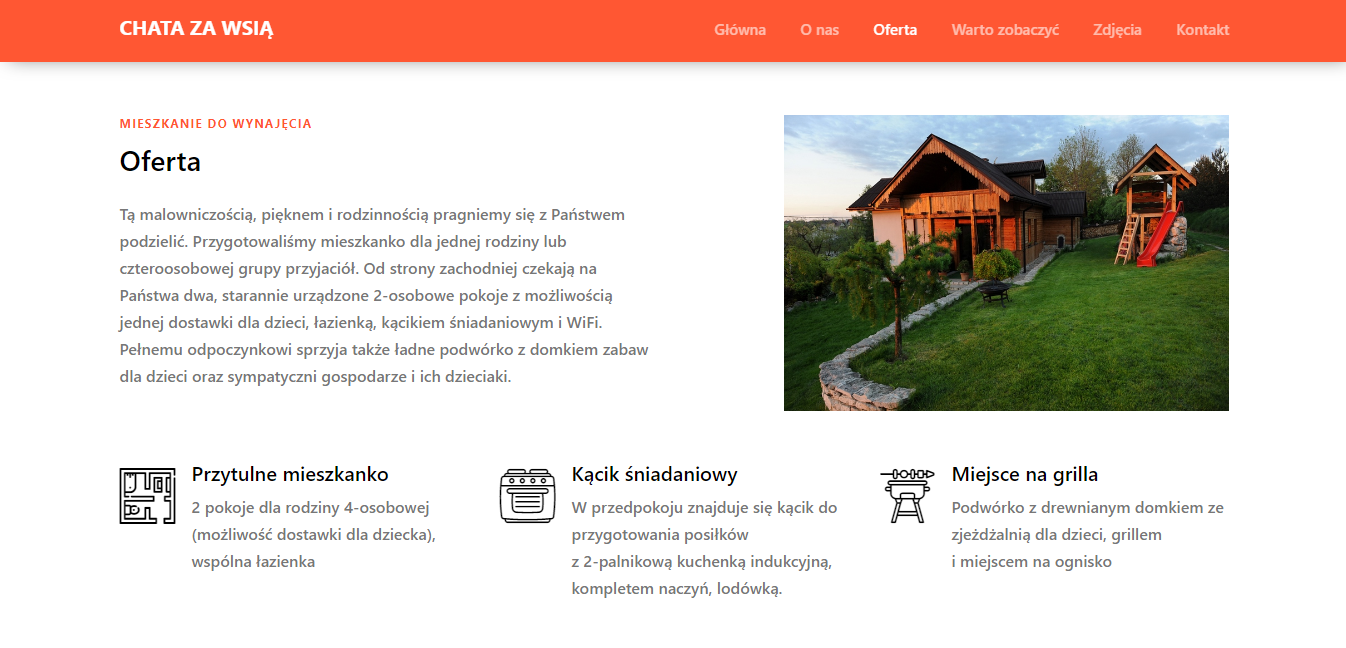 CHATA ZA WSIĄ
Główna O nas Oferta Warto zobaczyć Zdjęcia Kontakt
MIESZKANIE DO WYNAJĘCIA
Oferta
Tą malowniczością, pięknem i rodzinnością pragniemy się z Państwem
podzielić. Przygotowaliśmy mieszkanko dla jednej rodziny lub
czteroosobowej grupy przyjaciół. Od strony zachodniej czekają na
Państwa dwa, starannie urządzone 2-osobowe pokoje z możliwością
jednej dostawki dla dzieci, łazienką, kącikiem śniadaniowym i WiFi.
Pełnemu odpoczynkowi sprzyja także ładne podwórko z domkiem zabaw
dla dzieci oraz sympatyczni gospodarze i ich dzieciaki.
Przytulne mieszkanko
2 pokoje dla rodziny 4-osobowej
(możliwość dostawki dla dziecka),
wspólna łazienka
Kącik śniadaniowy
W przedpokoju znajduje się kącik do
przygotowania posiłków
z 2-palnikową kuchenką indukcyjną,
kompletem naczyń, lodówką.
Miejsce na grilla
Podwórko z drewnianym domkiem ze
zjeżdżalnią dla dzieci, grillem
i miejscem na ognisko